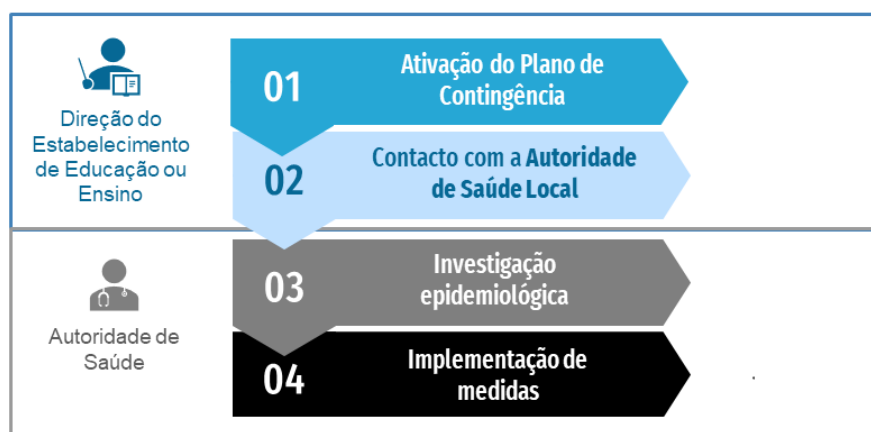 Direção do
Estabelecimento
de Educação ou
Ensino
01
Ativação do Plano de
Contingência
02
Contacto com a Autoridade
de Saúde Local
Autoridade de
Saúde
03
Investigação
epidemiológica
04
Implementação de
medidas
.